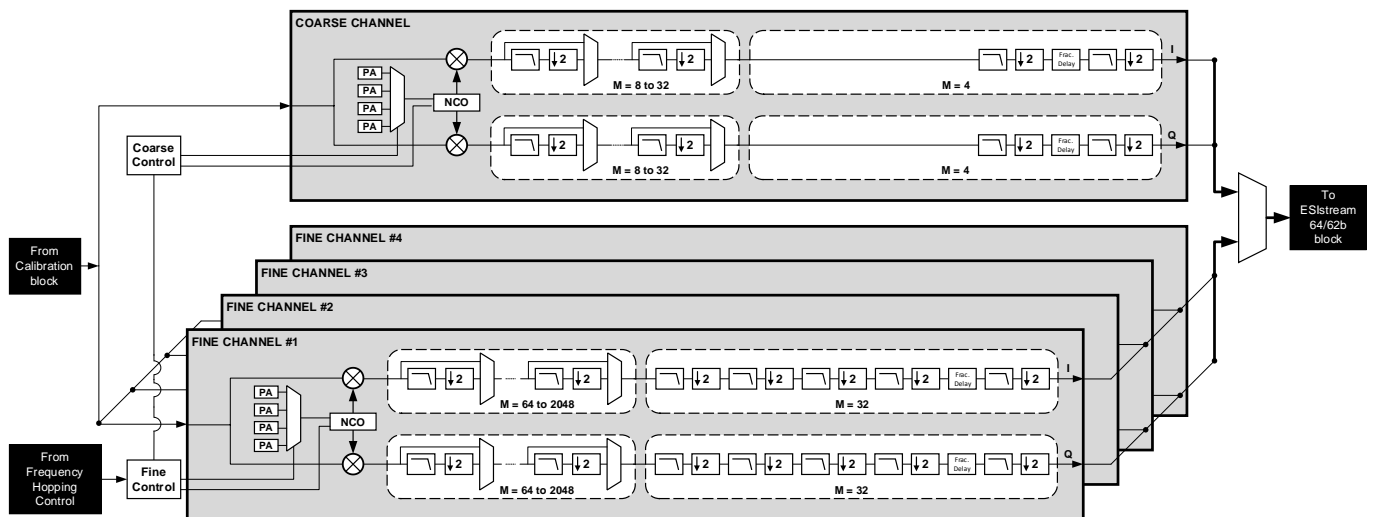 COARSE CHANNEL
PA
PA
PA
PA
NCO
2
2
M = 8 to 32
2
Frac.
Delay
2
M = 4
I
2
2
M = 8 to 32
2
Frac.
Delay
2
M = 4
Q
Coarse
Control
To
ESIstream
64/62b
block
From
Calibration
block
FINE CHANNEL #4
FINE CHANNEL #3
FINE CHANNEL #2
FINE CHANNEL #1
PA
PA
PA
PA
NCO
2
2
M = 64 to 2048
2
2
2
2
Frac.
Delay
2
M = 32
I
2
2
M = 64 to 2048
2
2
2
2
Frac.
Delay
2
M = 32
Q
From
Frequency
Hopping
Control
Fine
Control